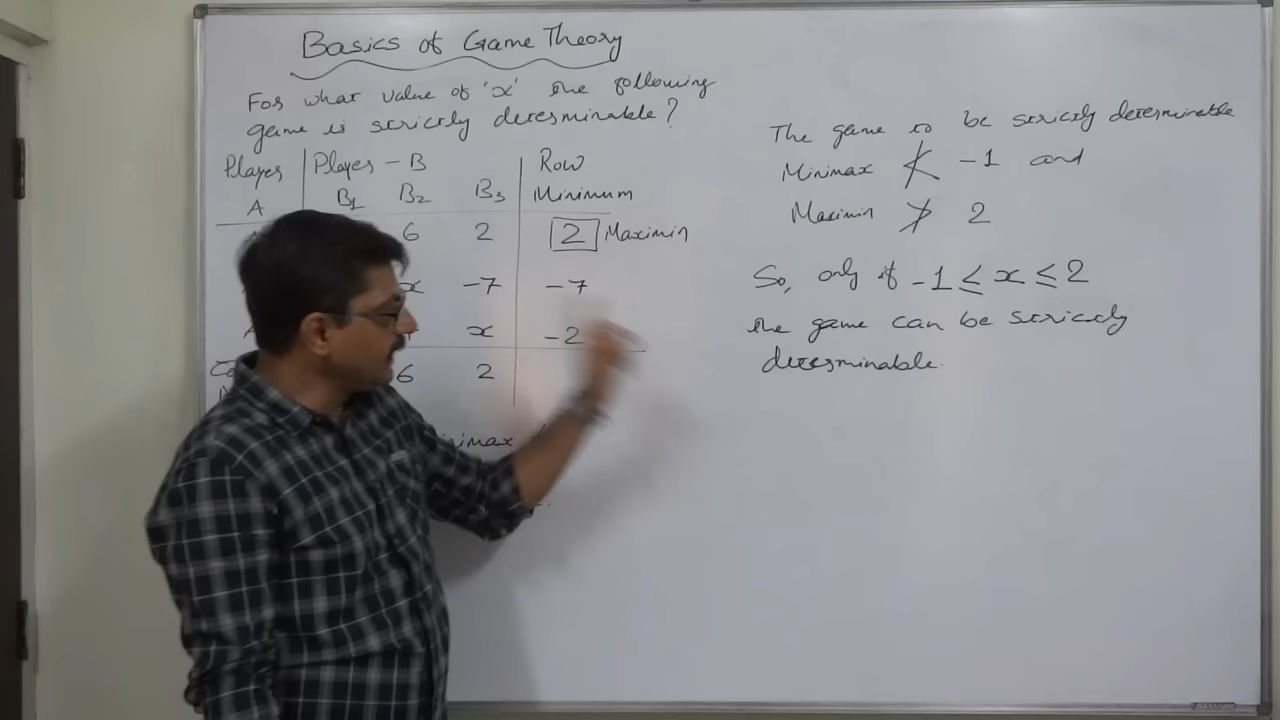 Basics of Game Theory
For what value of 'x' the following
game is strictly determinable?
Player Player - B Row
A B1 B2 B3 Minimum
6 2 2 Maximin
x -7 -7
x -2
6 2
The game to be strictly determinable
Minimax ≮ -1 and
Maximin ≯ 2
So, only if -1 ≤ x ≤ 2
the game can be strictly
determinable.